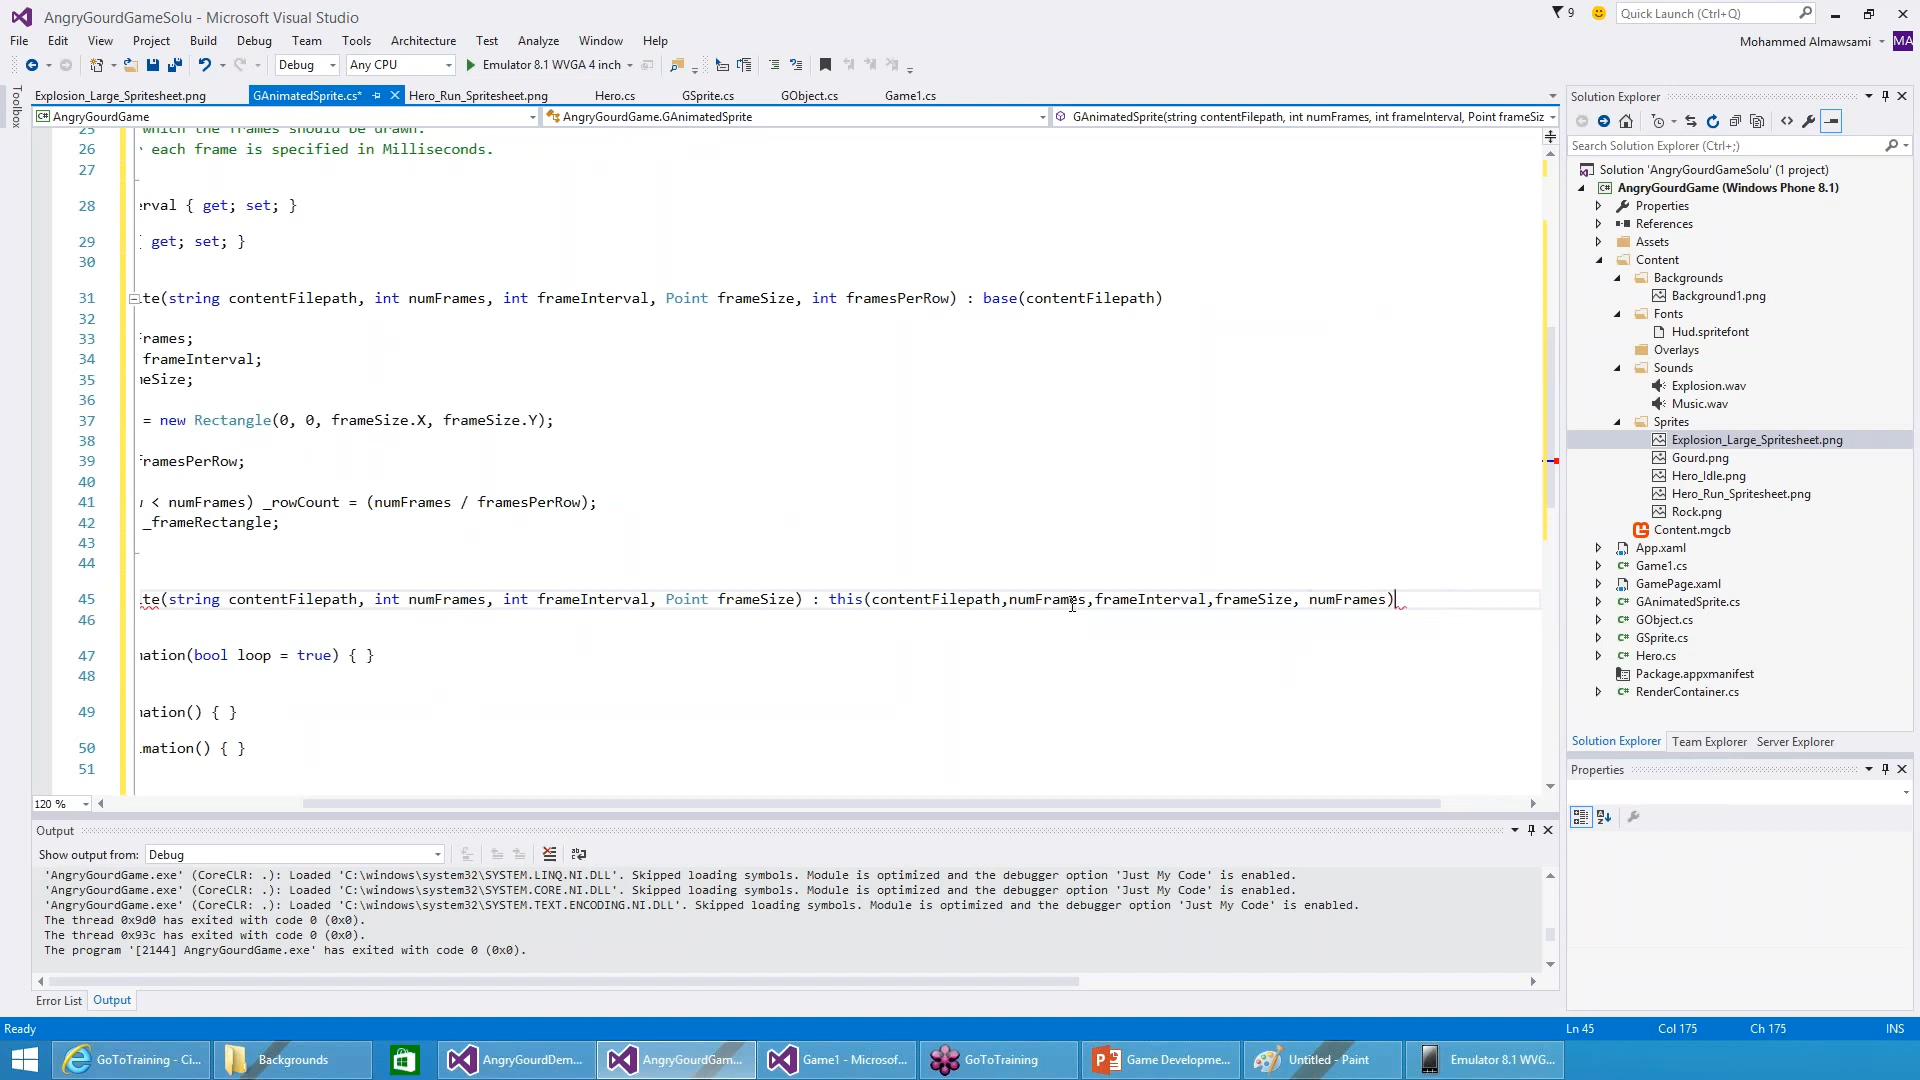 AngryGourdGameSolu - Microsoft Visual Studio
9
Quick Launch (Ctrl+Q)
File Edit View Project Build Debug Team Tools Architecture Test Analyze Window Help
Mohammed Almawsami MA
Debug Any CPU Emulator 8.1 WVGA 4 inch
Toolbox
Explosion_Large_Spritesheet.png GAnimatedSprite.cs* Hero_Run_Spritesheet.png Hero.cs GSprite.cs GObject.cs Game1.cs
AngryGourdGame AngryGourdGame.GAnimatedSprite GAnimatedSprite(string contentFilepath, int numFrames, int frameInterval, Point frameSiz
25 which the frames should be drawn.
26 each frame is specified in Milliseconds.
27
28 erval { get; set; }
29 { get; set; }
30
31 te(string contentFilepath, int numFrames, int frameInterval, Point frameSize, int framesPerRow) : base(contentFilepath)
32
33 rames;
34 frameInterval;
35 meSize;
36
37 = new Rectangle(0, 0, frameSize.X, frameSize.Y);
38
39 framesPerRow;
40
41 < numFrames) _rowCount = (numFrames / framesPerRow);
42 _frameRectangle;
43
44
45 ite(string contentFilepath, int numFrames, int frameInterval, Point frameSize) : this(contentFilepath,numFrames,frameInterval,frameSize, numFrames)
46
47 mation(bool loop = true) { }
48
49 mation() { }
50 imation() { }
51
120 %
Output
Show output from: Debug
'AngryGourdGame.exe' (CoreCLR: .): Loaded 'C:\windows\system32\SYSTEM.LINQ.NI.DLL'. Skipped loading symbols. Module is optimized and the debugger option 'Just My Code' is enabled.
'AngryGourdGame.exe' (CoreCLR: .): Loaded 'C:\windows\system32\SYSTEM.CORE.NI.DLL'. Skipped loading symbols. Module is optimized and the debugger option 'Just My Code' is enabled.
'AngryGourdGame.exe' (CoreCLR: .): Loaded 'C:\windows\system32\SYSTEM.TEXT.ENCODING.NI.DLL'. Skipped loading symbols. Module is optimized and the debugger option 'Just My Code' is enabled.
The thread 0x9d0 has exited with code 0 (0x0).
The thread 0x93c has exited with code 0 (0x0).
The program '[2144] AngryGourdGame.exe' has exited with code 0 (0x0).
Error List Output
Solution Explorer
Search Solution Explorer (Ctrl+;)
Solution 'AngryGourdGameSolu' (1 project)
AngryGourdGame (Windows Phone 8.1)
Properties
References
Assets
Content
Backgrounds
Background1.png
Fonts
Hud.spritefont
Overlays
Sounds
Explosion.wav
Music.wav
Sprites
Explosion_Large_Spritesheet.png
Gourd.png
Hero_Idle.png
Hero_Run_Spritesheet.png
Rock.png
Content.mgcb
App.xaml
Game1.cs
GamePage.xaml
GAnimatedSprite.cs
GObject.cs
GSprite.cs
Hero.cs
Package.appxmanifest
RenderContainer.cs
Solution Explorer Team Explorer Server Explorer
Properties
Ready Ln 45 Col 175 Ch 175 INS
GoToTraining - Ci... Backgrounds AngryGourdDem... AngryGourdGam... Game1 - Microsof... GoToTraining Game Developme... Untitled - Paint Emulator 8.1 WVG...